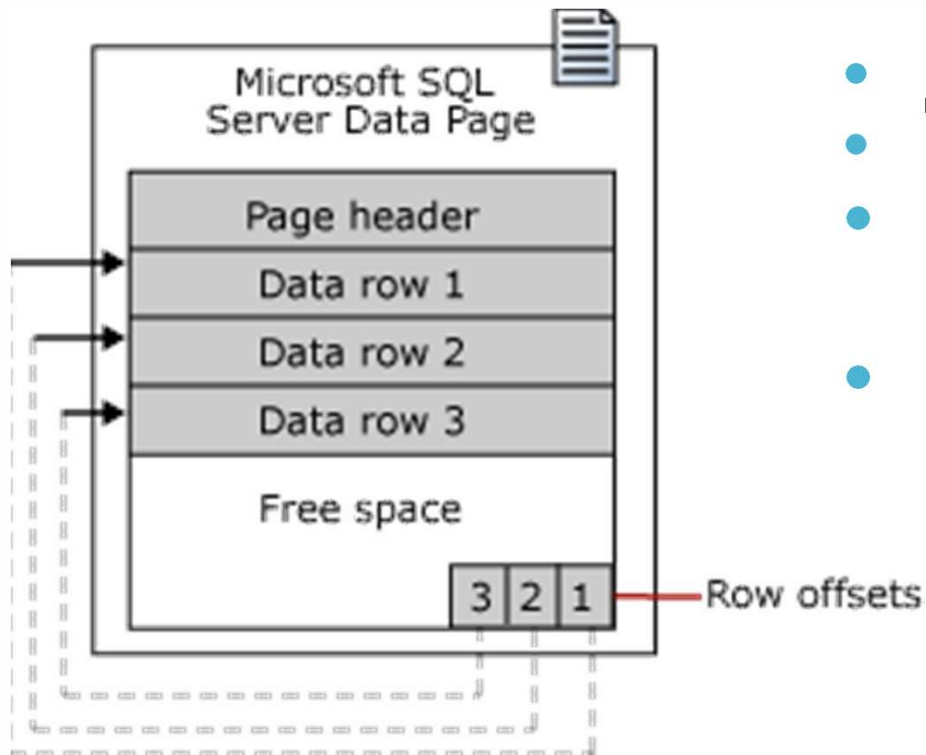 Microsoft SQL
Server Data Page
Page header
Data row 1
Data row 2
Data row 3
Free space
3 2 1
Row offsets